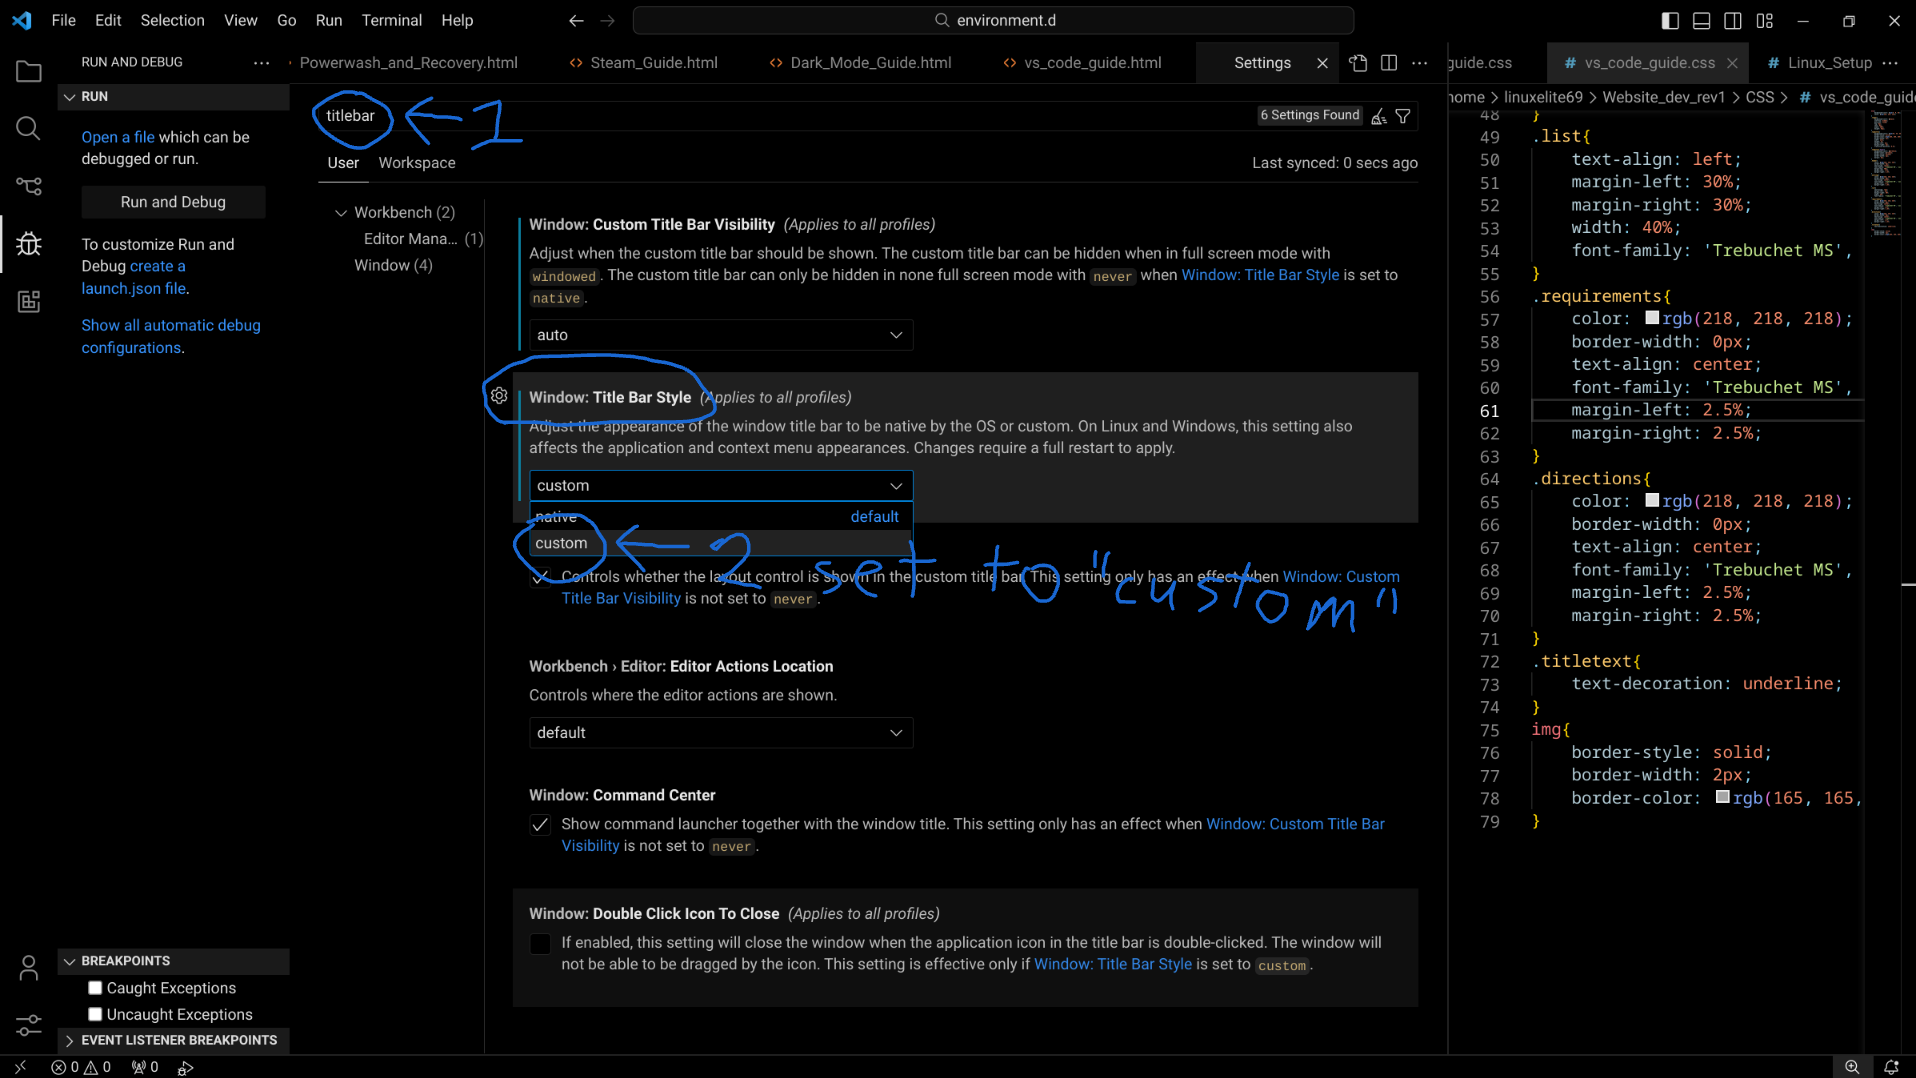 File Edit Selection View Go Run Terminal Help
environment.d
RUN AND DEBUG
RUN
Open a file which can be
debugged or run.
Run and Debug
To customize Run and
Debug create a
launch.json file.
Show all automatic debug
configurations.
BREAKPOINTS
Caught Exceptions
Uncaught Exceptions
EVENT LISTENER BREAKPOINTS
Powerwash_and_Recovery.html
Steam_Guide.html
Dark_Mode_Guide.html
vs_code_guide.html
Settings
titlebar
1
6 Settings Found
User Workspace
Last synced: 0 secs ago
Workbench (2)
Editor Mana... (1)
Window (4)
Window: Custom Title Bar Visibility (Applies to all profiles)
Adjust when the custom title bar should be shown. The custom title bar can be hidden when in full screen mode with
windowed. The custom title bar can only be hidden in none full screen mode with never when Window: Title Bar Style is set to
native.
auto
Window: Title Bar Style (Applies to all profiles)
Adjust the appearance of the window title bar to be native by the OS or custom. On Linux and Windows, this setting also
affects the application and context menu appearances. Changes require a full restart to apply.
custom
native default
custom
2 set to "custom"
Controls whether the layout control is shown in the custom title bar. This setting only has an effect when Window: Custom
Title Bar Visibility is not set to never.
Workbench › Editor: Editor Actions Location
Controls where the editor actions are shown.
default
Window: Command Center
Show command launcher together with the window title. This setting only has an effect when Window: Custom Title Bar
Visibility is not set to never.
Window: Double Click Icon To Close (Applies to all profiles)
If enabled, this setting will close the window when the application icon in the title bar is double-clicked. The window will
not be able to be dragged by the icon. This setting is effective only if Window: Title Bar Style is set to custom.
guide.css
# vs_code_guide.css
# Linux_Setup
home > linuxelite69 > Website_dev_rev1 > CSS > # vs_code_guid
48 }
49 .list{
50 text-align: left;
51 margin-left: 30%;
52 margin-right: 30%;
53 width: 40%;
54 font-family: 'Trebuchet MS',
55 }
56 .requirements{
57 color: rgb(218, 218, 218);
58 border-width: 0px;
59 text-align: center;
60 font-family: 'Trebuchet MS',
61 margin-left: 2.5%;
62 margin-right: 2.5%;
63 }
64 .directions{
65 color: rgb(218, 218, 218);
66 border-width: 0px;
67 text-align: center;
68 font-family: 'Trebuchet MS',
69 margin-left: 2.5%;
70 margin-right: 2.5%;
71 }
72 .titletext{
73 text-decoration: underline;
74 }
75 img{
76 border-style: solid;
77 border-width: 2px;
78 border-color: rgb(165, 165,
79 }
0 0 0